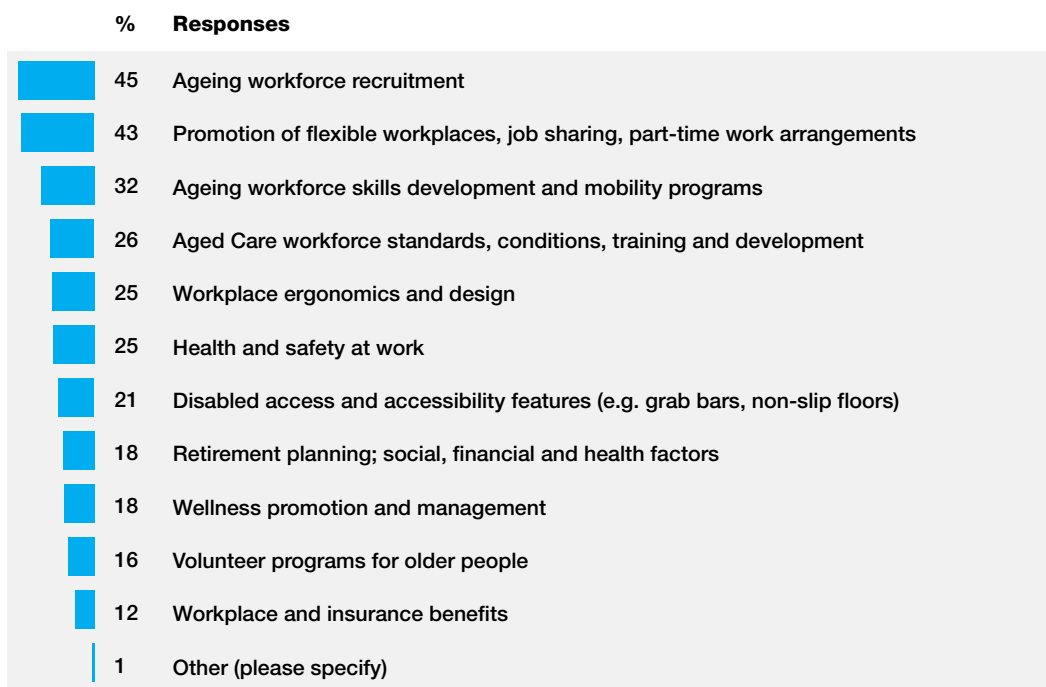 % Responses
45 Ageing workforce recruitment
43 Promotion of flexible workplaces, job sharing, part-time work arrangements
32 Ageing workforce skills development and mobility programs
26 Aged Care workforce standards, conditions, training and development
25 Workplace ergonomics and design
25 Health and safety at work
21 Disabled access and accessibility features (e.g. grab bars, non-slip floors)
18 Retirement planning; social, financial and health factors
18 Wellness promotion and management
16 Volunteer programs for older people
12 Workplace and insurance benefits
1 Other (please specify)